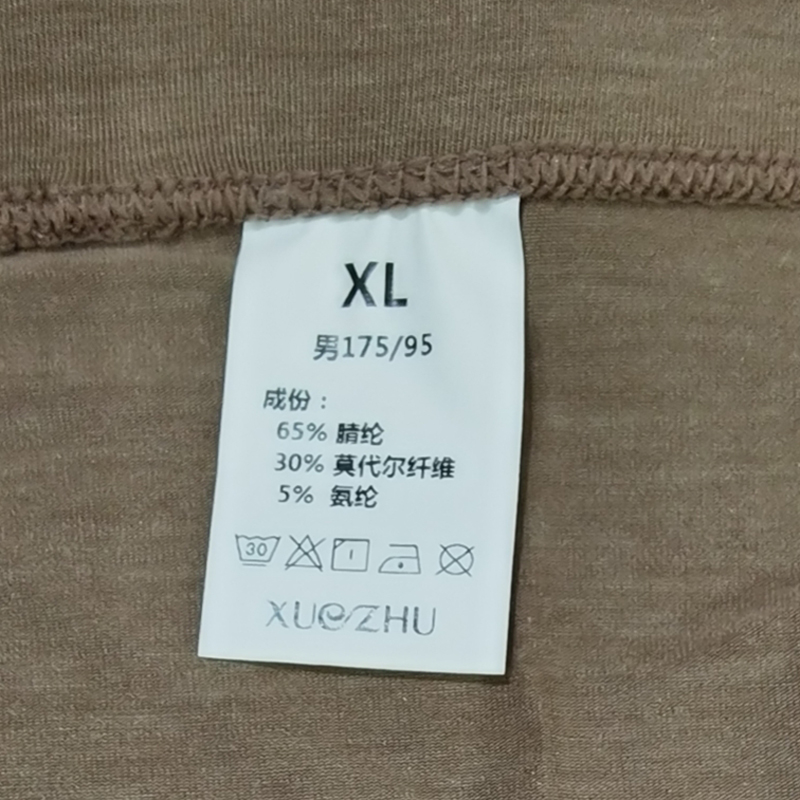 XL
男175/95
成份：
65% 腈纶
30% 莫代尔纤维
5% 氨纶
30
XUEZHU